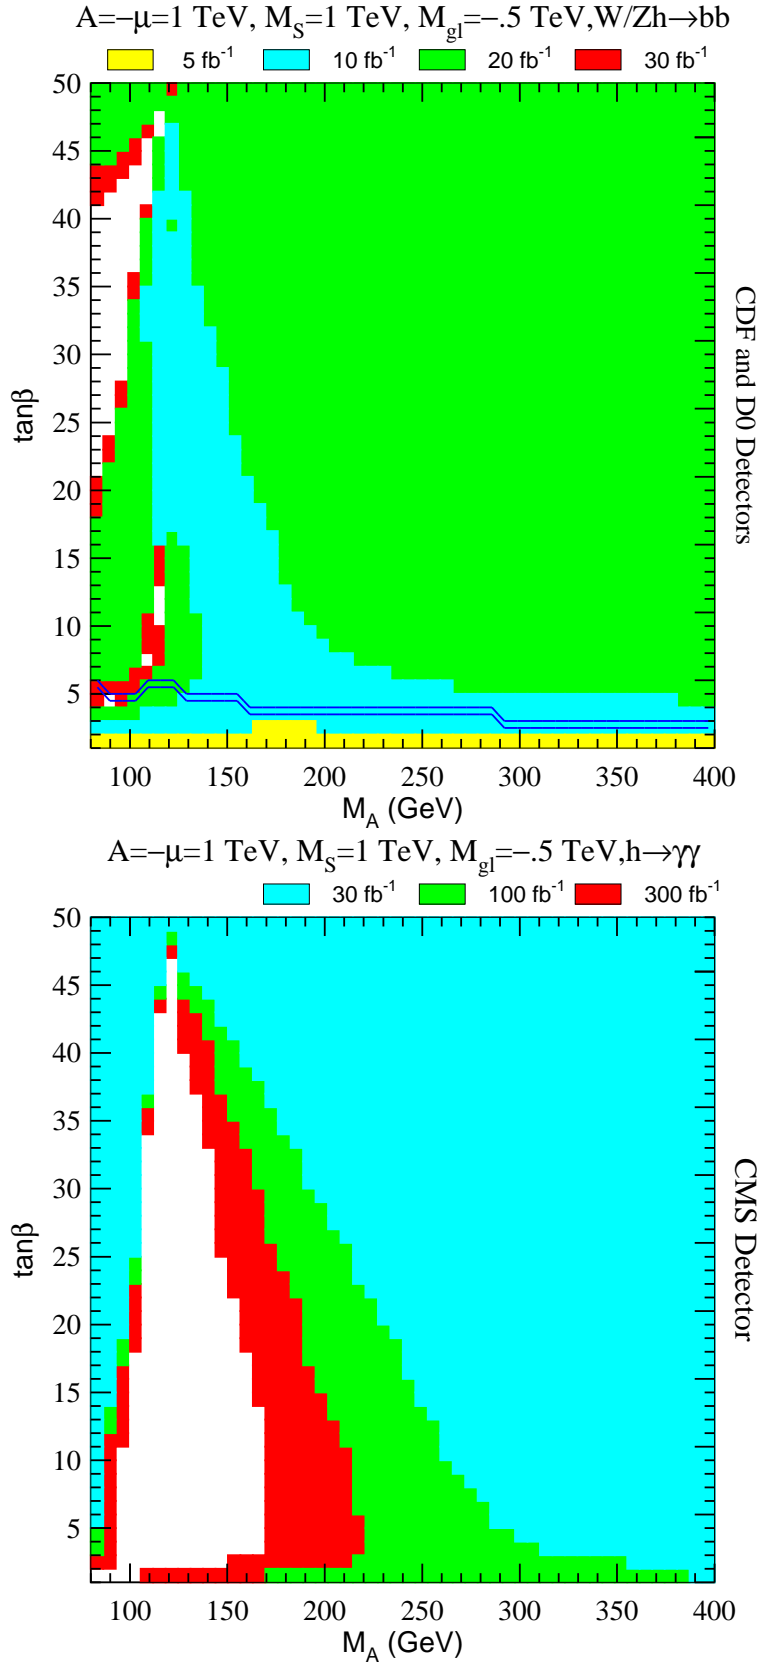 A=−μ=1 TeV, M_S=1 TeV, M_gl=−.5 TeV,W/Zh→bb
5 fb⁻¹ 10 fb⁻¹ 20 fb⁻¹ 30 fb⁻¹
50
45
40
35
30
25
20
15
10
5
tanβ
CDF and D0 Detectors
100 150 200 250 300 350 400
M_A (GeV)
A=−μ=1 TeV, M_S=1 TeV, M_gl=−.5 TeV,h→γγ
30 fb⁻¹ 100 fb⁻¹ 300 fb⁻¹
50
45
40
35
30
25
20
15
10
5
tanβ
CMS Detector
100 150 200 250 300 350 400
M_A (GeV)